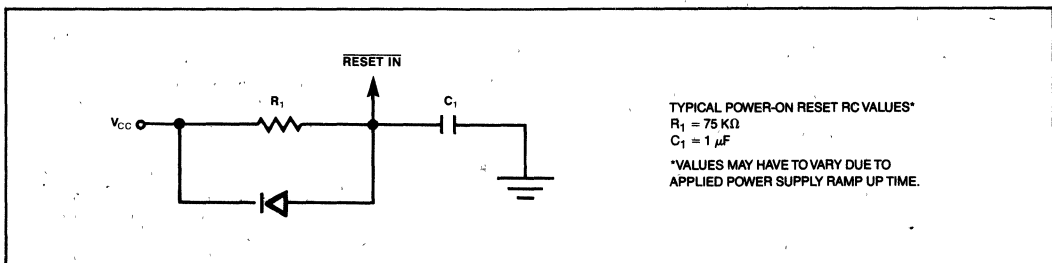 RESET IN
R₁
C₁
VCC
TYPICAL POWER-ON RESET RC VALUES*
R₁ = 75 KΩ
C₁ = 1 μF
*VALUES MAY HAVE TO VARY DUE TO
APPLIED POWER SUPPLY RAMP UP TIME.